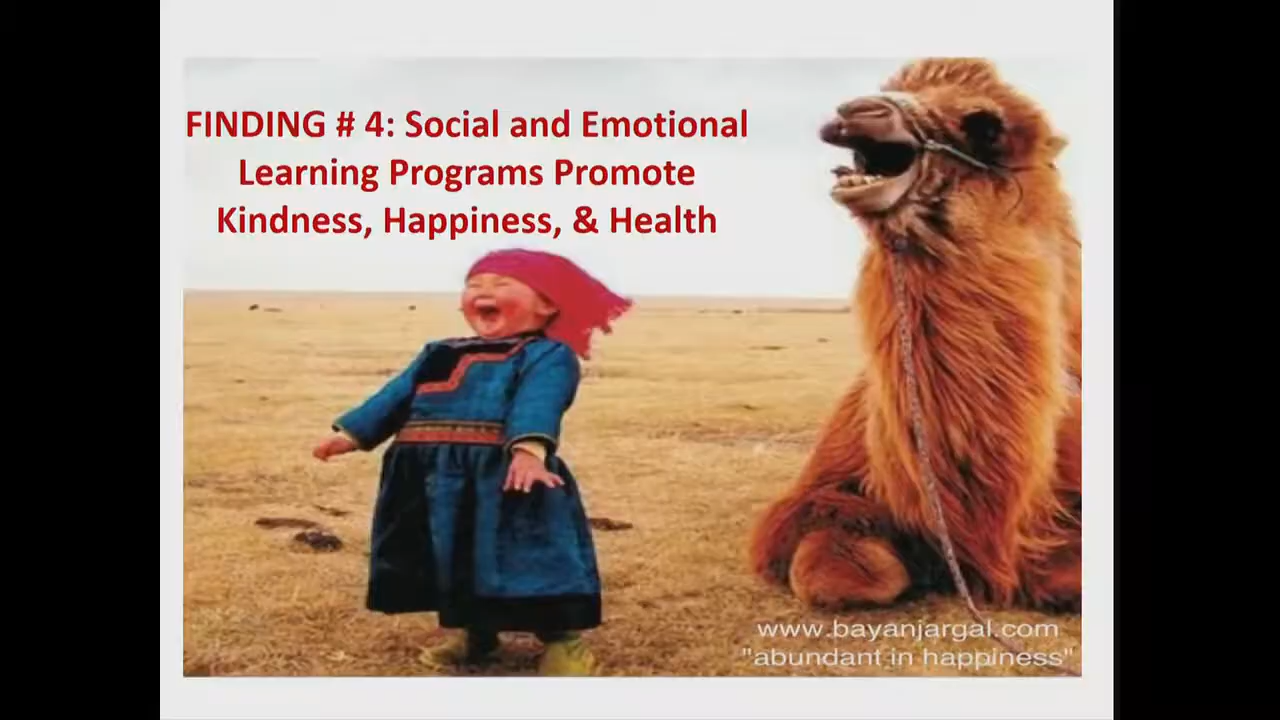 FINDING # 4: Social and Emotional
Learning Programs Promote
Kindness, Happiness, & Health
www.bayanjargal.com
"abundant in happiness"